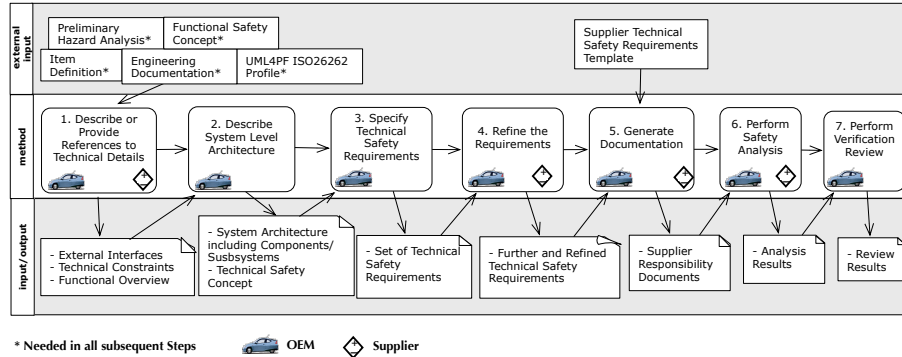 external
input
Preliminary
Hazard Analysis*
Functional Safety
Concept*
Item
Definition*
Engineering
Documentation*
UML4PF ISO26262
Profile*
Supplier Technical
Safety Requirements
Template
method
1. Describe or
Provide
References to
Technical Details
2. Describe
System Level
Architecture
3. Specify
Technical
Safety
Requirements
4. Refine the
Requirements
5. Generate
Documentation
6. Perform
Safety
Analysis
7. Perform
Verification
Review
input/output
- External Interfaces
- Technical Constraints
- Functional Overview
- System Architecture
including Components/
Susbsystems
- Technical Safety
Concept
- Set of Technical
Safety
Requirements
- Further and Refined
Technical Safety
Requirements
- Supplier
Responsibility
Documents
- Analysis
Results
- Review
Results
* Needed in all subsequent Steps
OEM
Supplier